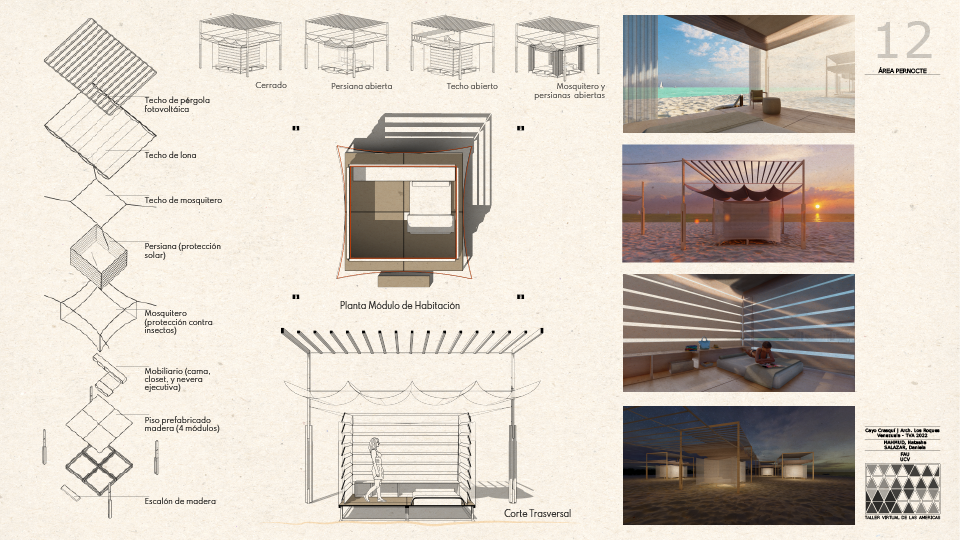 Techo de pérgola
fotovoltáica
Techo de lona
Techo de mosquitero
Persiana (protección
solar)
Mosquitero
(protección contra
insectos)
Mobiliario (cama,
closet, y nevera
ejecutiva)
Piso prefabricado
madera (4 módulos)
Escalón de madera
Cerrado
Persiana abierta
Techo abierto
Mosquitero y
persianas abiertas
Planta Módulo de Habitación
Corte Trasversal
12
ÁREA PERNOCTE
Cayo Crasquí | Arch. Los Roques
Venezuela - TVA 2022
MAHMUD, Natasha
SALAZAR, Daniela
FAU
UCV
TALLER VIRTUAL DE LAS AMERICAS